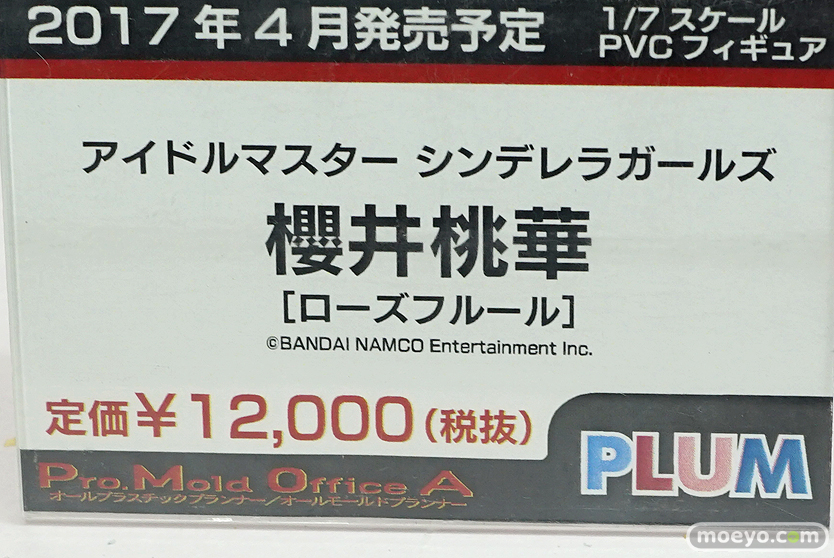 2017年4月発売予定
1/7スケール
PVCフィギュア
アイドルマスター シンデレラガールズ
櫻井桃華
[ローズフルール]
©BANDAI NAMCO Entertainment Inc.
定価¥12,000(税抜)
Pro.Mold Office A
オールプラスチックプランナー/オールモールドプランナー
PLUM
moeyo.com